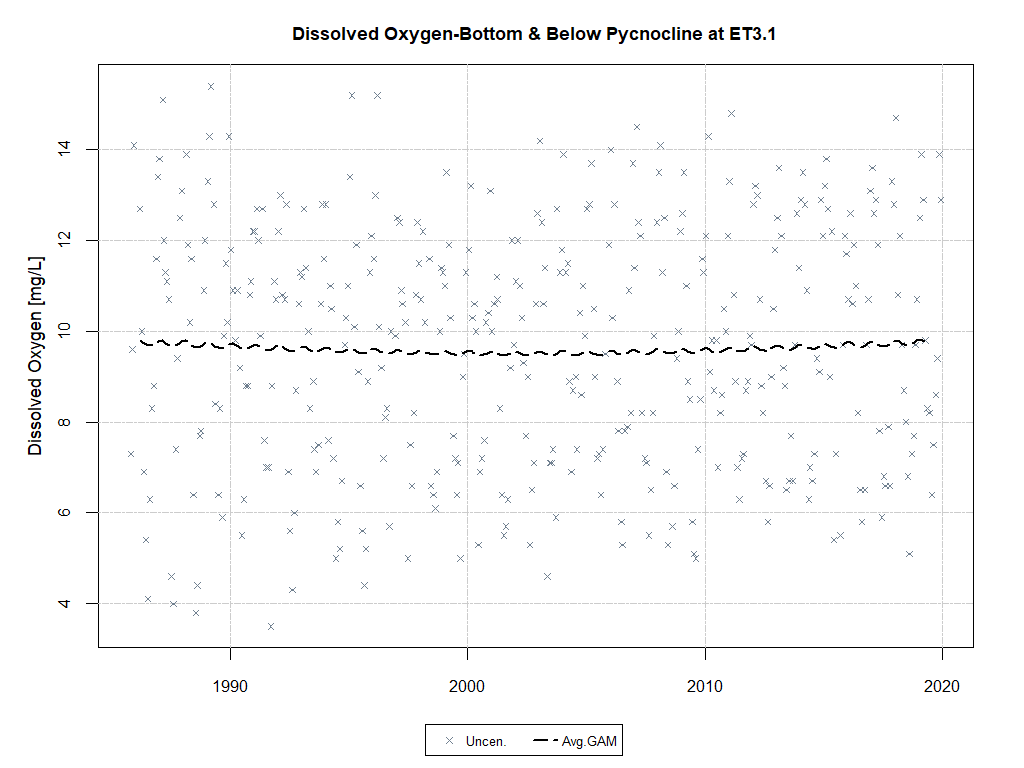 Dissolved Oxygen-Bottom & Below Pycnocline at ET3.1
Dissolved Oxygen [mg/L]
14
12
10
8
6
4
1990 2000 2010 2020
Uncen. Avg.GAM